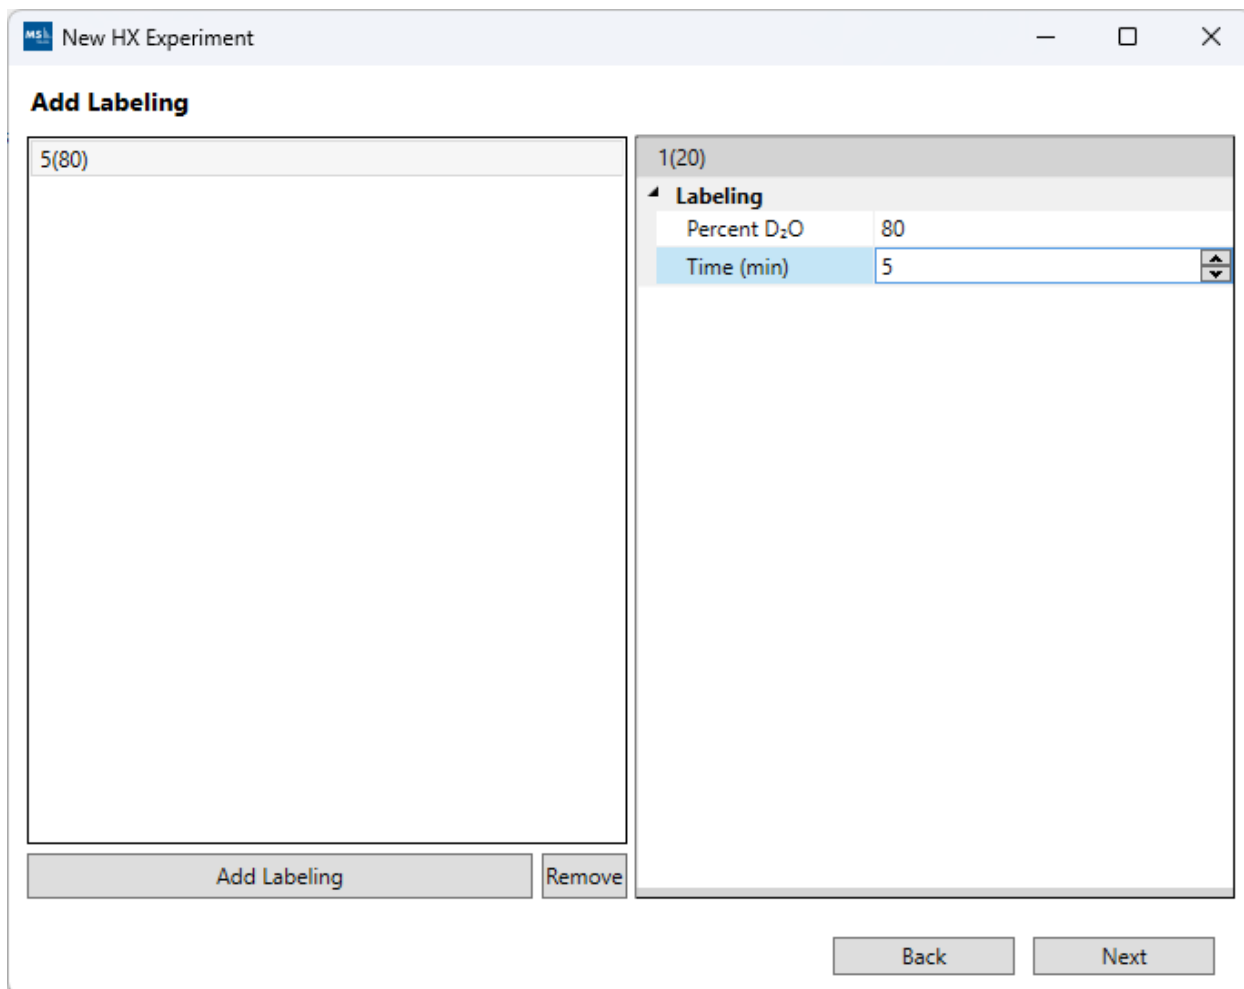 MS New HX Experiment
Add Labeling
5(80)
1(20)
Labeling
Percent D₂O 80
Time (min) 5
Add Labeling Remove
Back Next